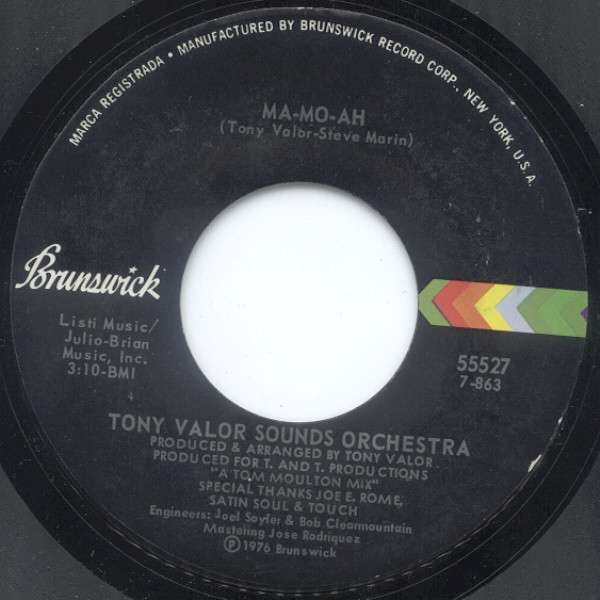 MARCA REGISTRADA • MANUFACTURED BY BRUNSWICK RECORD CORP., NEW YORK, U.S.A.
MA-MO-AH
(Tony Valor-Steve Marin)
Brunswick
Listi Music/
Julio-Brian
Music, Inc.
3:10-BMI
55527
7-863
TONY VALOR SOUNDS ORCHESTRA
PRODUCED & ARRANGED BY TONY VALOR
PRODUCED FOR T. AND T. PRODUCTIONS
"A TOM MOULTON MIX"
SPECIAL THANKS JOE E. ROME,
SATIN SOUL & TOUCH
Engineers: Joel Soyfer & Bob Clearmountain
Mastering Jose Rodriquez
℗ 1976 Brunswick